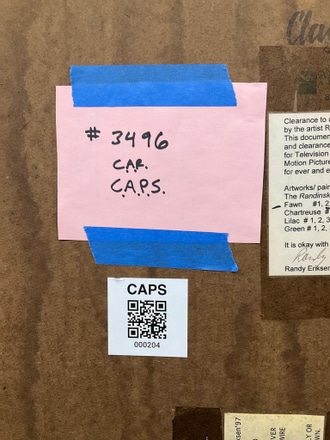 Cla
# 3496
CAR.
C.A.P.S.
Clearance to
by the artist R
This document
and clearance
for Television
Motion Picture
for ever and e
Artworks/ pai
The Randinsk
Fawn #1, 2
Chartreuse #
Lilac # 1, 2, 3
Green # 1, 2,
It is okay with
Randy
Randy Eriksen
CAPS
000204